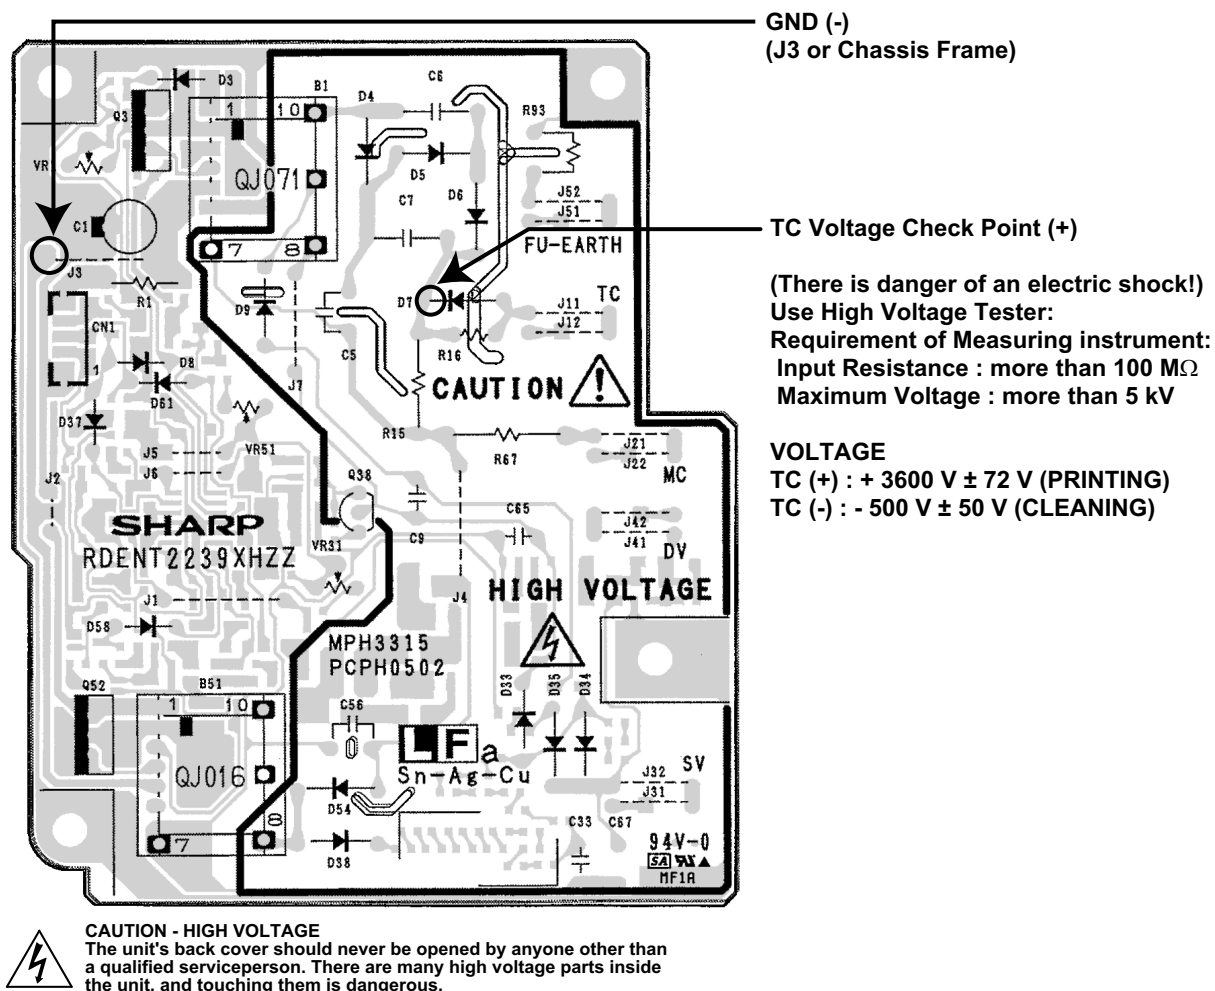 GND (-)
(J3 or Chassis Frame)
D3
B1
C6
D4
Q3
1 10
R93
VR
D5
QJ071
D6
J52
J51
C7
C1
FU-EARTH
7 8
TC Voltage Check Point (+)
J3
(There is danger of an electric shock!)
Use High Voltage Tester:
Requirement of Measuring instrument:
Input Resistance : more than 100 MΩ
Maximum Voltage : more than 5 kV
R1
D9
D7
TC
J11
J12
CN1
1
C5
R16
D8
J7
CAUTION
D61
D37
VR51
R15
R67
J21
J22
MC
VOLTAGE
TC (+) : + 3600 V ± 72 V (PRINTING)
TC (-) : - 500 V ± 50 V (CLEANING)
J5
J6
J2
Q38
SHARP
RDENT2239XHZZ
VR31
C9
C65
J42
J41
DV
HIGH VOLTAGE
J1
J4
D58
MPH3315
PCPH0502
Q52
B51
D33
D35
D34
1 10
C56
QJ016
LF a
Sn-Ag-Cu
SV
J32
J31
D54
8
7
D38
C33
C67
94V-0
SA
MF1A
CAUTION - HIGH VOLTAGE
The unit's back cover should never be opened by anyone other than
a qualified serviceperson. There are many high voltage parts inside
the unit, and touching them is dangerous.